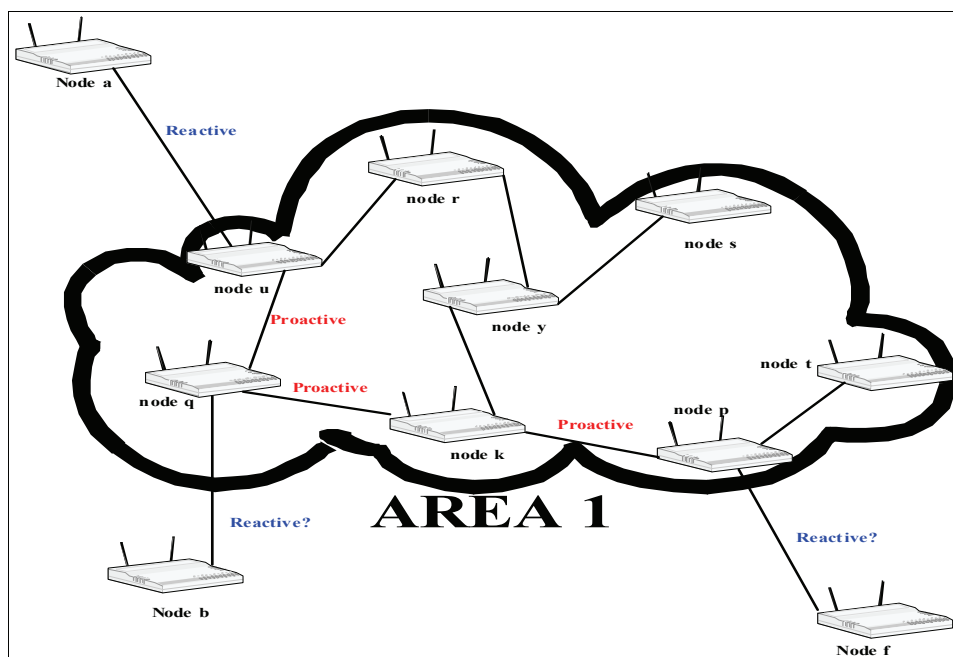 Node a
Reactive
node r
node s
node u
node y
Proactive
node t
node q
Proactive
node p
Proactive
node k
AREA 1
Reactive?
Reactive?
Node b
Node f